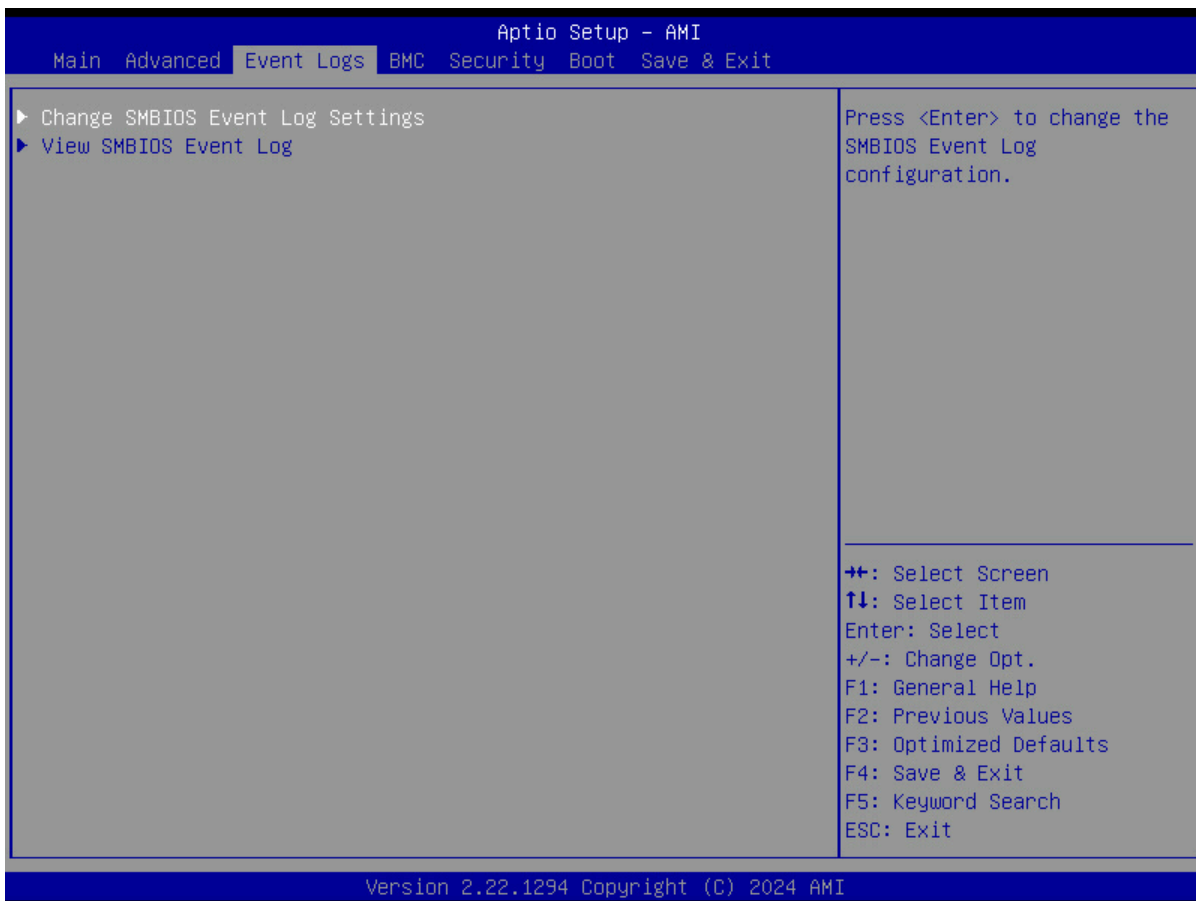 Aptio Setup – AMI
Main Advanced Event Logs BMC Security Boot Save & Exit
▶ Change SMBIOS Event Log Settings
▶ View SMBIOS Event Log
Press <Enter> to change the
SMBIOS Event Log
configuration.
→←: Select Screen
↑↓: Select Item
Enter: Select
+/-: Change Opt.
F1: General Help
F2: Previous Values
F3: Optimized Defaults
F4: Save & Exit
F5: Keyword Search
ESC: Exit
Version 2.22.1294 Copyright (C) 2024 AMI